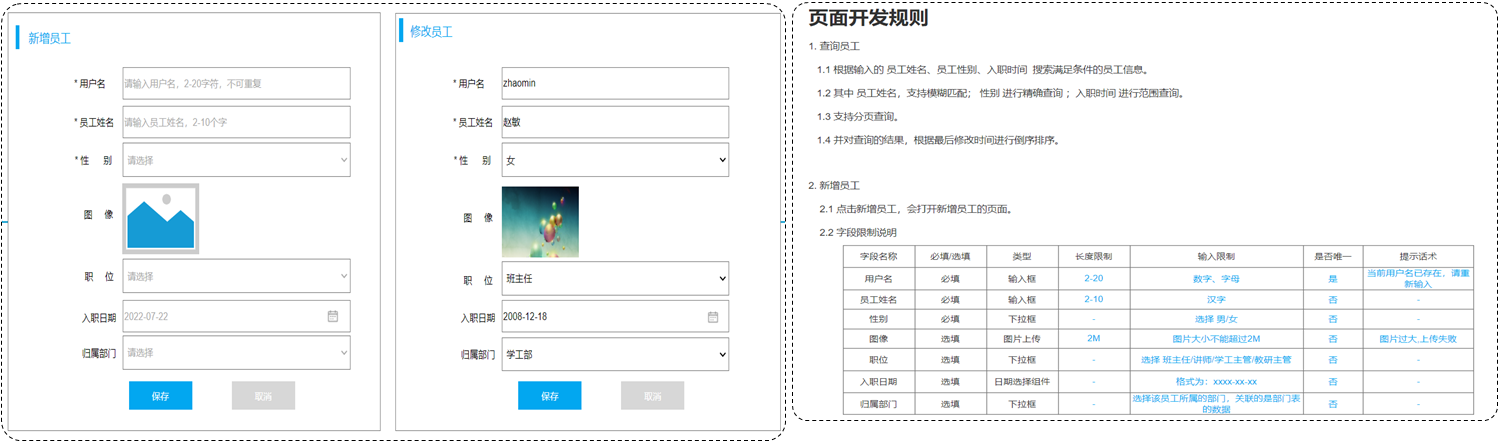 新增员工
* 用户名 请输入用户名，2-20字符，不可重复
* 员工姓名 请输入员工姓名，2-10个字
* 性 别 请选择
图 像
职 位 请选择
入职日期 2022-07-22
归属部门 请选择
保存 取消
修改员工
* 用户名 zhaomin
* 员工姓名 赵敏
* 性 别 女
图 像
职 位 班主任
入职日期 2008-12-18
归属部门 学工部
保存 取消
页面开发规则
1. 查询员工
1.1 根据输入的 员工姓名、员工性别、入职时间 搜索满足条件的员工信息。
1.2 其中 员工姓名，支持模糊匹配； 性别 进行精确查询 ；入职时间 进行范围查询。
1.3 支持分页查询。
1.4 并对查询的结果，根据最后修改时间进行倒序排序。
2. 新增员工
2.1 点击新增员工，会打开新增员工的页面。
2.2 字段限制说明
字段名称 必填/选填 类型 长度限制 输入限制 是否唯一 提示话术
用户名 必填 输入框 2-20 数字、字母 是 当前用户名已存在，请重新输入
员工姓名 必填 输入框 2-10 汉字 否 -
性别 必填 下拉框 - 选择 男/女 否 -
图像 选填 图片上传 2M 图片大小不能超过2M 否 图片过大,上传失败
职位 选填 下拉框 - 选择 班主任/讲师/学工主管/教研主管 否 -
入职日期 选填 日期选择组件 - 格式为：xxxx-xx-xx 否 -
归属部门 选填 下拉框 - 选择该员工所属的部门，关联的是部门表的数据 否 -